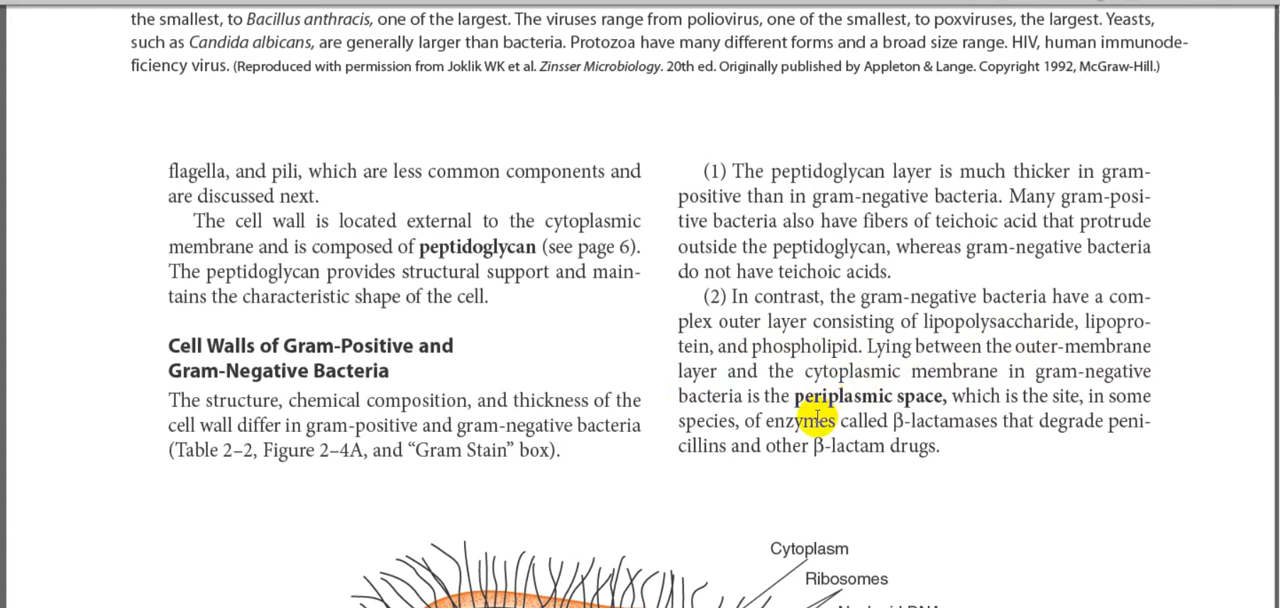 the smallest, to Bacillus anthracis, one of the largest. The viruses range from poliovirus, one of the smallest, to poxviruses, the largest. Yeasts,
such as Candida albicans, are generally larger than bacteria. Protozoa have many different forms and a broad size range. HIV, human immunode-
ficiency virus. (Reproduced with permission from Joklik WK et al. Zinsser Microbiology. 20th ed. Originally published by Appleton & Lange. Copyright 1992, McGraw-Hill.)
flagella, and pili, which are less common components and
are discussed next.
The cell wall is located external to the cytoplasmic
membrane and is composed of peptidoglycan (see page 6).
The peptidoglycan provides structural support and main-
tains the characteristic shape of the cell.
Cell Walls of Gram-Positive and
Gram-Negative Bacteria
The structure, chemical composition, and thickness of the
cell wall differ in gram-positive and gram-negative bacteria
(Table 2–2, Figure 2–4A, and “Gram Stain” box).
(1) The peptidoglycan layer is much thicker in gram-
positive than in gram-negative bacteria. Many gram-posi-
tive bacteria also have fibers of teichoic acid that protrude
outside the peptidoglycan, whereas gram-negative bacteria
do not have teichoic acids.
(2) In contrast, the gram-negative bacteria have a com-
plex outer layer consisting of lipopolysaccharide, lipopro-
tein, and phospholipid. Lying between the outer-membrane
layer and the cytoplasmic membrane in gram-negative
bacteria is the periplasmic space, which is the site, in some
species, of enzymes called β-lactamases that degrade peni-
cillins and other β-lactam drugs.
Cytoplasm
Ribosomes